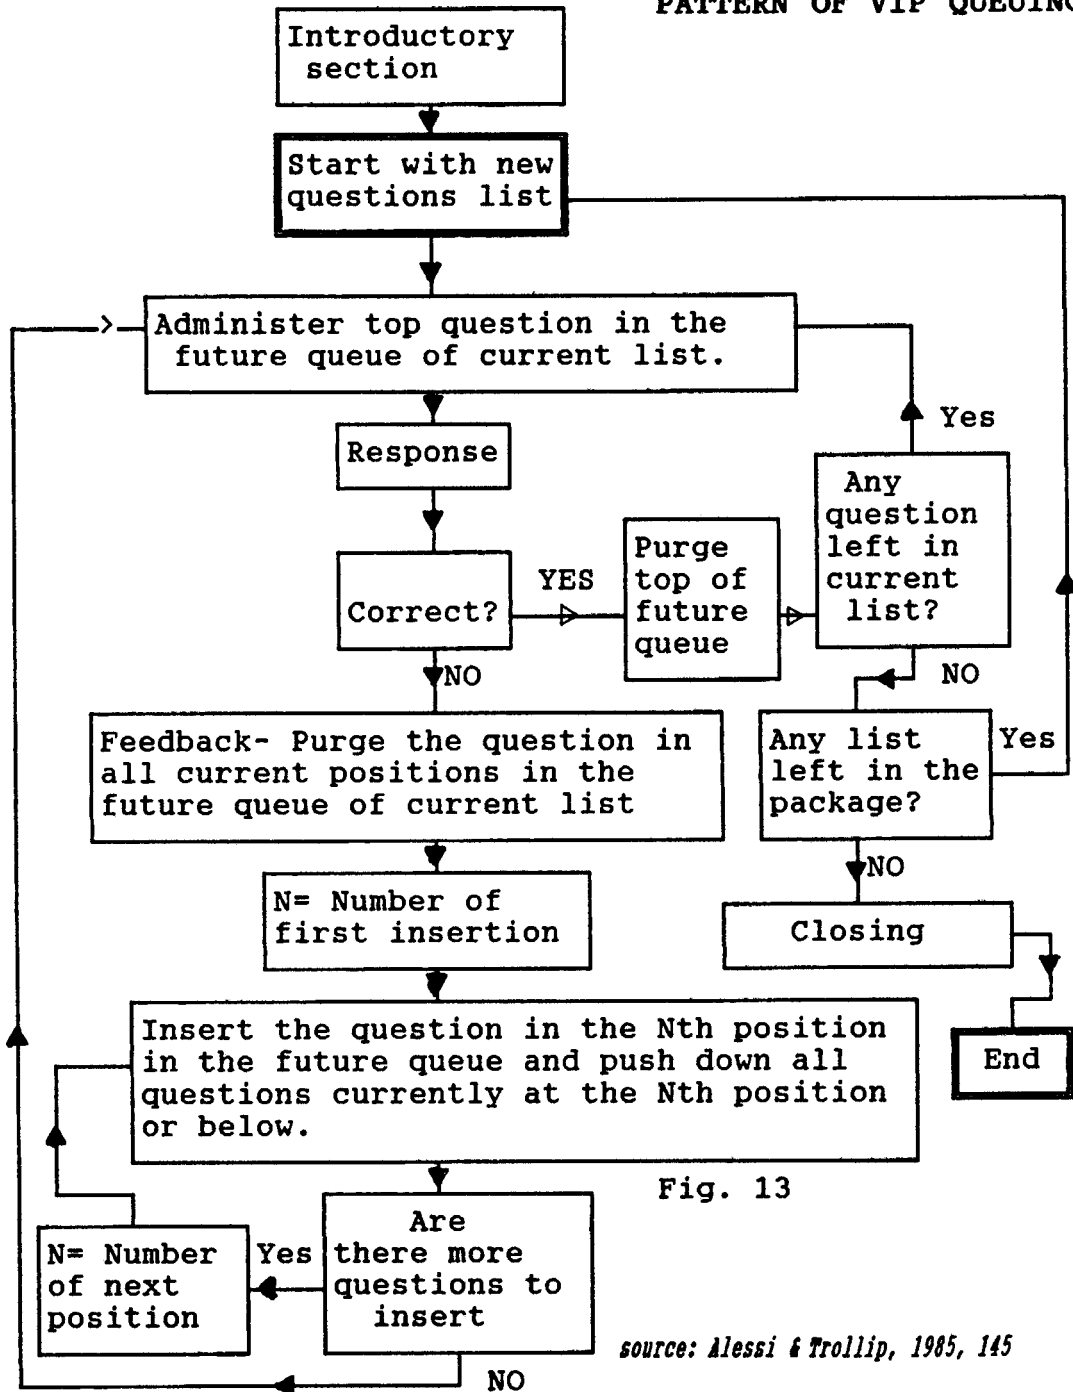 PATTERN OF VIP QUEUING
Introductory
section
Start with new
questions list
Administer top question in the
future queue of current list.
Yes
Response
Any
question
left in
current
list?
Purge
top of
future
queue
YES
Correct?
NO
NO
Feedback- Purge the question in
all current positions in the
future queue of current list
Any list
left in the
package?
Yes
NO
N= Number of
first insertion
Closing
Insert the question in the Nth position
in the future queue and push down all
questions currently at the Nth position
or below.
End
Fig. 13
Are
there more
questions to
insert
Yes
N= Number
of next
position
NO
source: Alessi & Trollip, 1985, 145